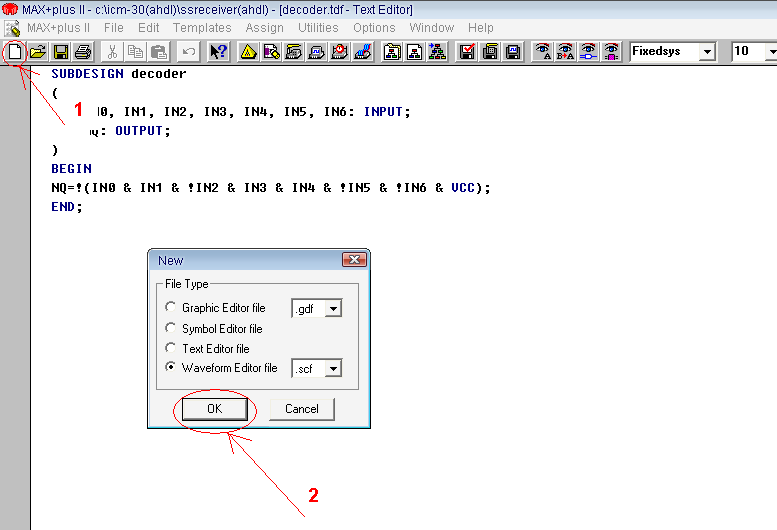 MAX+plus II - c:\icm-30(ahdl)\ssreceiver(ahdl) - [decoder.tdf - Text Editor]
MAX+plus II File Edit Templates Assign Utilities Options Window Help
Fixedsys 10
SUBDESIGN decoder
(
1 IN1, IN2, IN3, IN4, IN5, IN6: INPUT;
: OUTPUT;
)
BEGIN
NQ=!(IN0 & IN1 & !IN2 & IN3 & IN4 & !IN5 & !IN6 & VCC);
END;
New
File Type
Graphic Editor file .gdf
Symbol Editor file
Text Editor file
Waveform Editor file .scf
OK Cancel
2